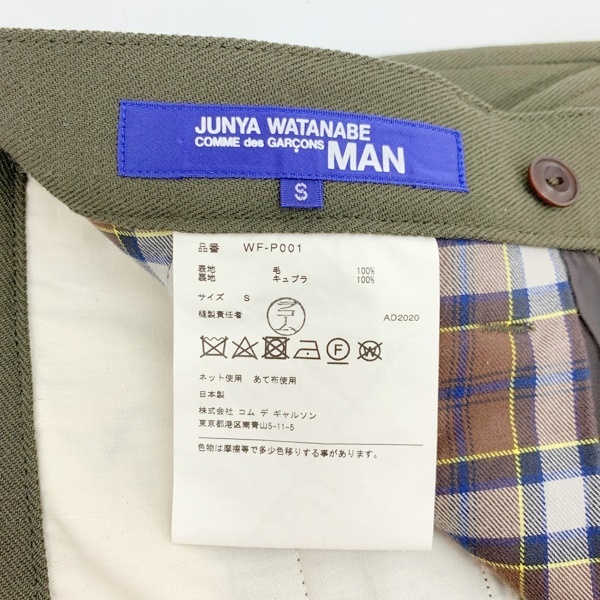 JUNYA WATANABE
COMME des GARÇONS MAN
S
品番 WF-P001
表地 毛 100%
裏地 キュプラ 100%
サイズ S
縫製責任者 AD2020
F W
ネット使用 あて布使用
日本製
株式会社 コム デ ギャルソン
東京都港区南青山5-11-5
色物は摩擦等で多少色移りする事があります。